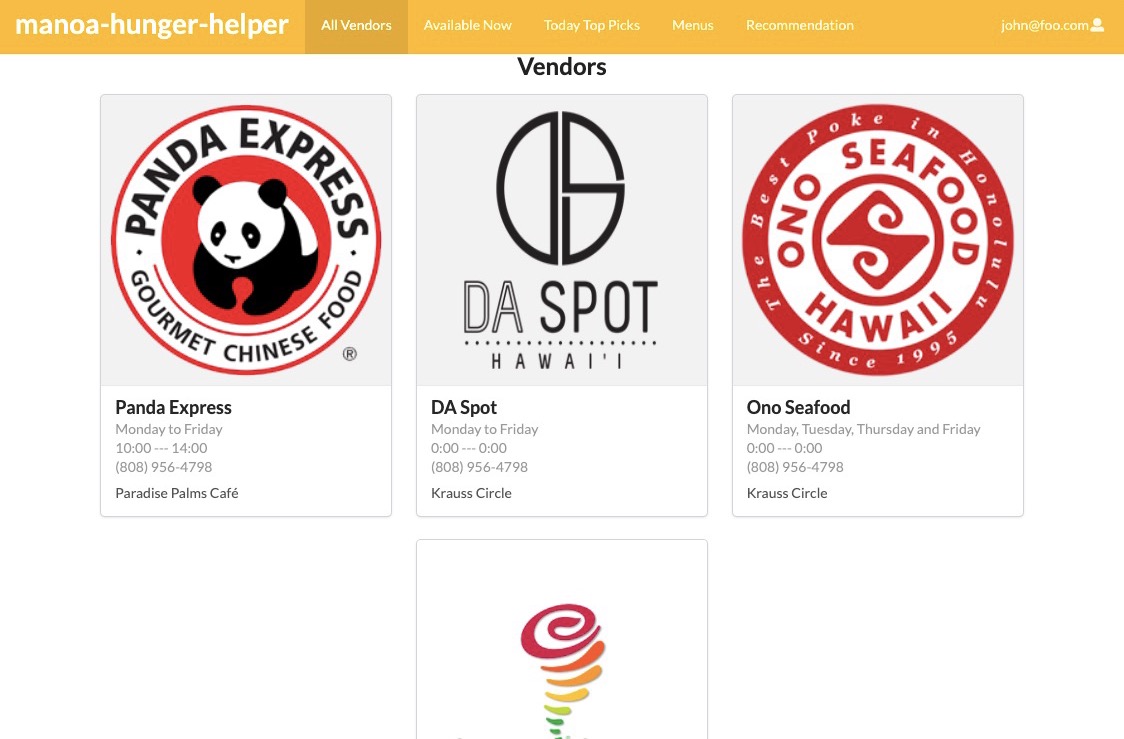 manoa-hunger-helper All Vendors Available Now Today Top Picks Menus Recommendation john@foo.com
Vendors
PANDA EXPRESS
· GOURMET CHINESE FOOD ·
®
DA SPOT
HAWAI'I
The Best Poke in Honolulu
ONO SEAFOOD
HAWAII
Since 1995
Panda Express
Monday to Friday
10:00 --- 14:00
(808) 956-4798
Paradise Palms Café
DA Spot
Monday to Friday
0:00 --- 0:00
(808) 956-4798
Krauss Circle
Ono Seafood
Monday, Tuesday, Thursday and Friday
0:00 --- 0:00
(808) 956-4798
Krauss Circle